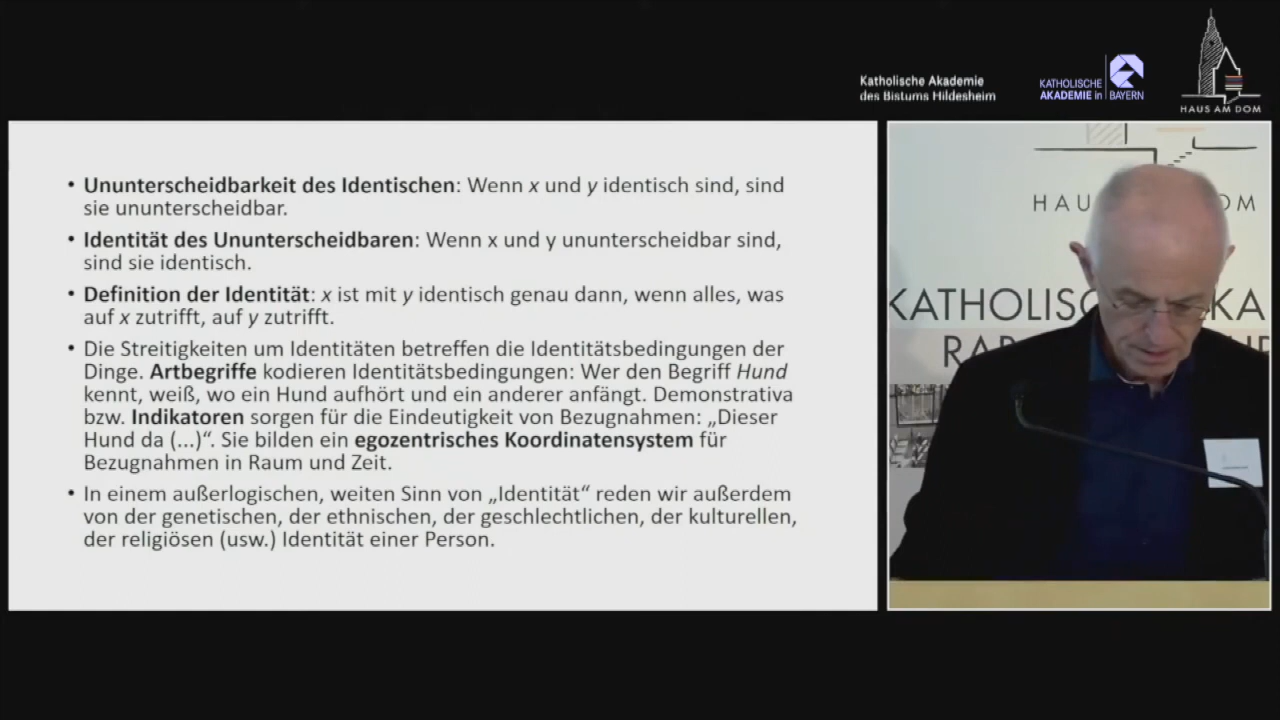 Katholische Akademie
des Bistums Hildesheim
KATHOLISCHE
AKADEMIE in BAYERN
HAUS AM DOM
• Ununterscheidbarkeit des Identischen: Wenn x und y identisch sind, sind
sie ununterscheidbar.
• Identität des Ununterscheidbaren: Wenn x und y ununterscheidbar sind,
sind sie identisch.
• Definition der Identität: x ist mit y identisch genau dann, wenn alles, was
auf x zutrifft, auf y zutrifft.
• Die Streitigkeiten um Identitäten betreffen die Identitätsbedingungen der
Dinge. Artbegriffe kodieren Identitätsbedingungen: Wer den Begriff Hund
kennt, weiß, wo ein Hund aufhört und ein anderer anfängt. Demonstrativa
bzw. Indikatoren sorgen für die Eindeutigkeit von Bezugnahmen: „Dieser
Hund da (...)“. Sie bilden ein egozentrisches Koordinatensystem für
Bezugnahmen in Raum und Zeit.
• In einem außerlogischen, weiten Sinn von „Identität“ reden wir außerdem
von der genetischen, der ethnischen, der geschlechtlichen, der kulturellen,
der religiösen (usw.) Identität einer Person.
HAU OM
KATHOLISC KA
RA